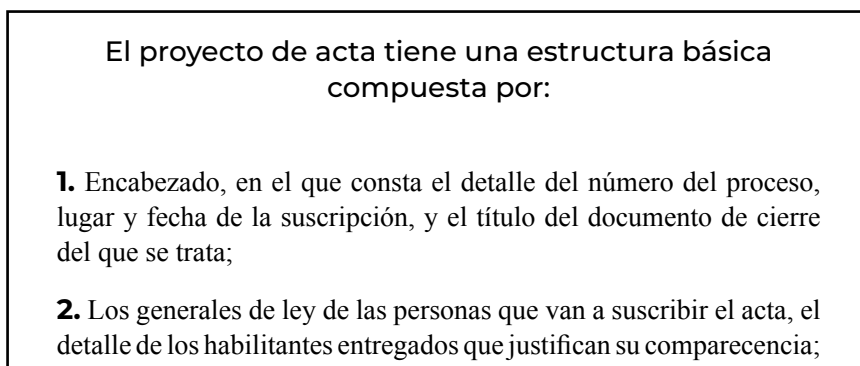 El proyecto de acta tiene una estructura básica
compuesta por:
1. Encabezado, en el que consta el detalle del número del proceso,
lugar y fecha de la suscripción, y el título del documento de cierre
del que se trata;
2. Los generales de ley de las personas que van a suscribir el acta, el
detalle de los habilitantes entregados que justifican su comparecencia;